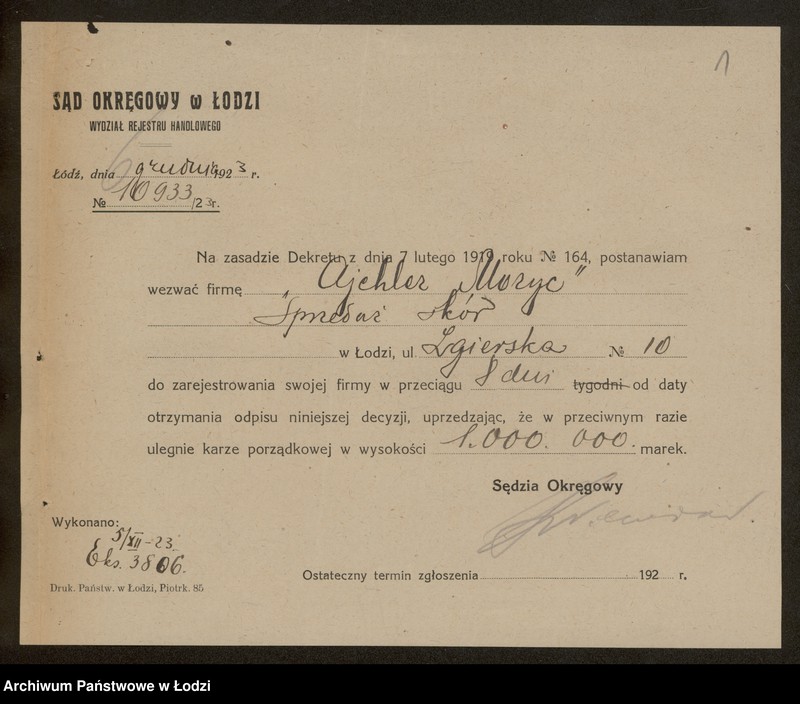 1
SĄD OKRĘGOWY w ŁODZI
WYDZIAŁ REJESTRU HANDLOWEGO
Łódź, dnia 6 grudnia 1923 r.
№ 10933/23 r.
Na zasadzie Dekretu z dnia 7 lutego 1919 roku № 164, postanawiam
wezwać firmę „Ajchler Moryc”
Sprzedaż skór
w Łodzi, ul. Zgierska № 10
do zarejestrowania swojej firmy w przeciągu 8 dni tygodni od daty
otrzymania odpisu niniejszej decyzji, uprzedzając, że w przeciwnym razie
ulegnie karze porządkowej w wysokości 1.000.000. marek.
Sędzia Okręgowy
Wykonano:
5/XII-23.
Eks. 3806.
Ostateczny termin zgłoszenia 192 r.
Druk. Państw. w Łodzi, Piotrk. 85
Archiwum Państwowe w Łodzi